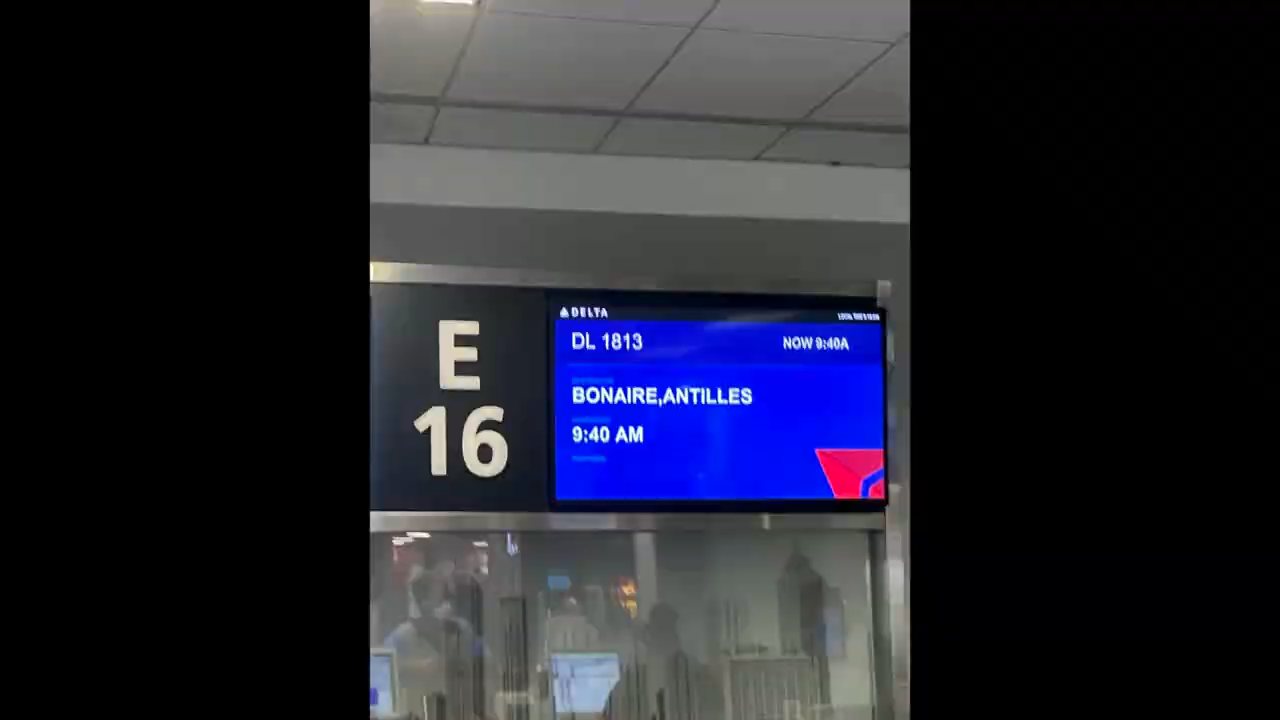 E
16
DELTA
DL 1813
NOW 9:40A
BONAIRE,ANTILLES
9:40 AM